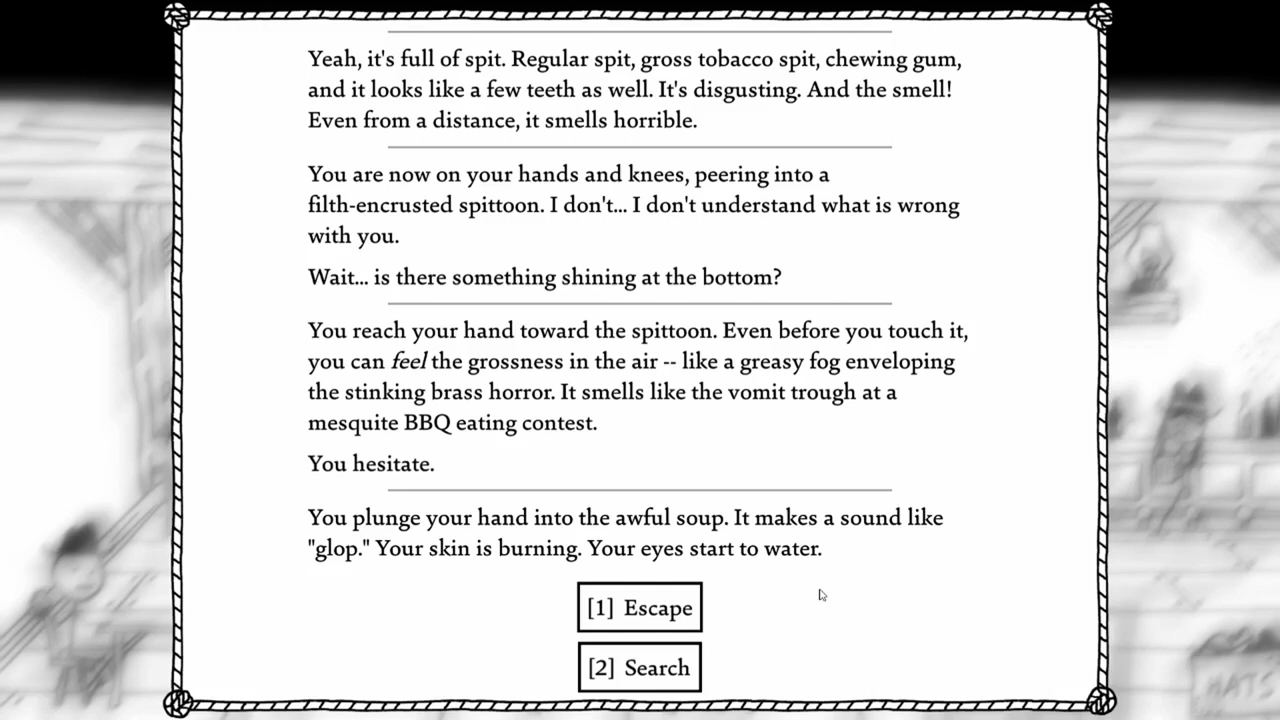 Yeah, it's full of spit. Regular spit, gross tobacco spit, chewing gum,
and it looks like a few teeth as well. It's disgusting. And the smell!
Even from a distance, it smells horrible.
You are now on your hands and knees, peering into a
filth-encrusted spittoon. I don't... I don't understand what is wrong
with you.
Wait... is there something shining at the bottom?
You reach your hand toward the spittoon. Even before you touch it,
you can feel the grossness in the air -- like a greasy fog enveloping
the stinking brass horror. It smells like the vomit trough at a
mesquite BBQ eating contest.
You hesitate.
You plunge your hand into the awful soup. It makes a sound like
"glop." Your skin is burning. Your eyes start to water.
[1] Escape
[2] Search
HATS